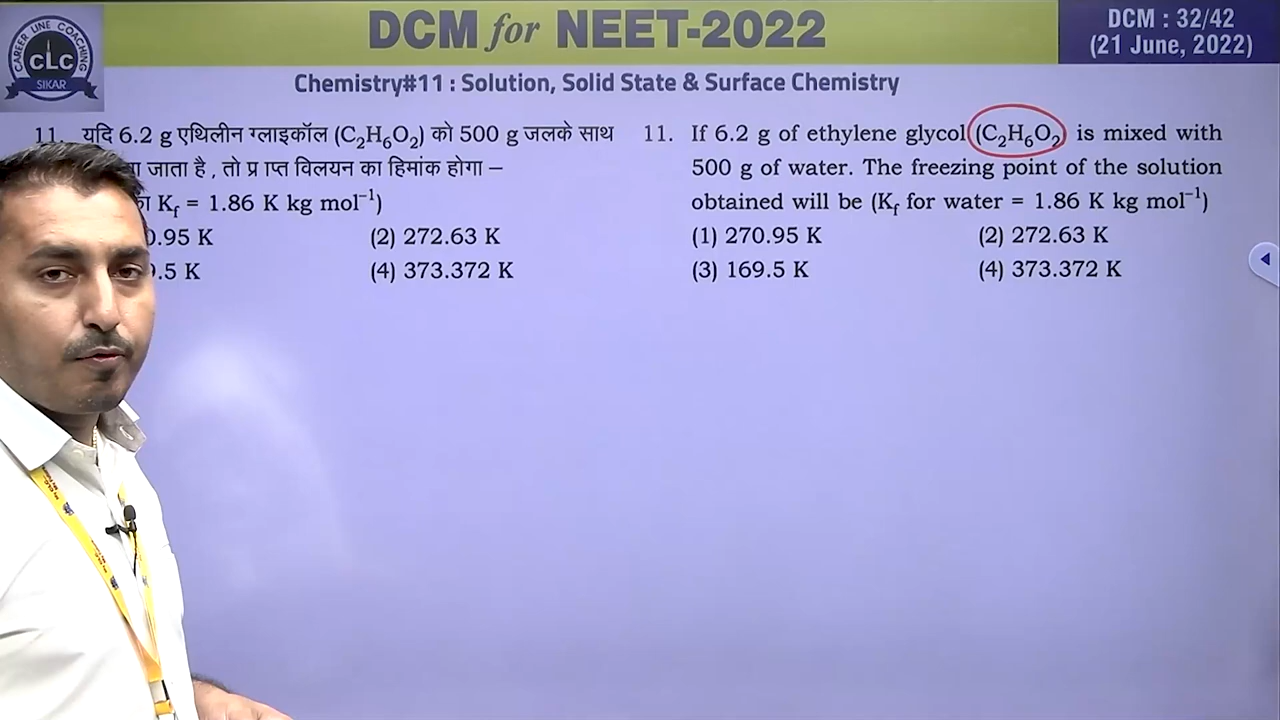 CAREER LINE COACHING
CLC
SIKAR
DCM for NEET-2022
DCM : 32/42
(21 June, 2022)
Chemistry#11 : Solution, Solid State & Surface Chemistry
11. यदि 6.2 g एथिलीन ग्लाइकॉल (C₂H₆O₂) को 500 g जलके साथ
जाता है , तो प्र ाप्त विलयन का हिमांक होगा –
K_f = 1.86 K kg mol⁻¹)
.95 K (2) 272.63 K
.5 K (4) 373.372 K
11. If 6.2 g of ethylene glycol (C₂H₆O₂) is mixed with
500 g of water. The freezing point of the solution
obtained will be (K_f for water = 1.86 K kg mol⁻¹)
(1) 270.95 K (2) 272.63 K
(3) 169.5 K (4) 373.372 K